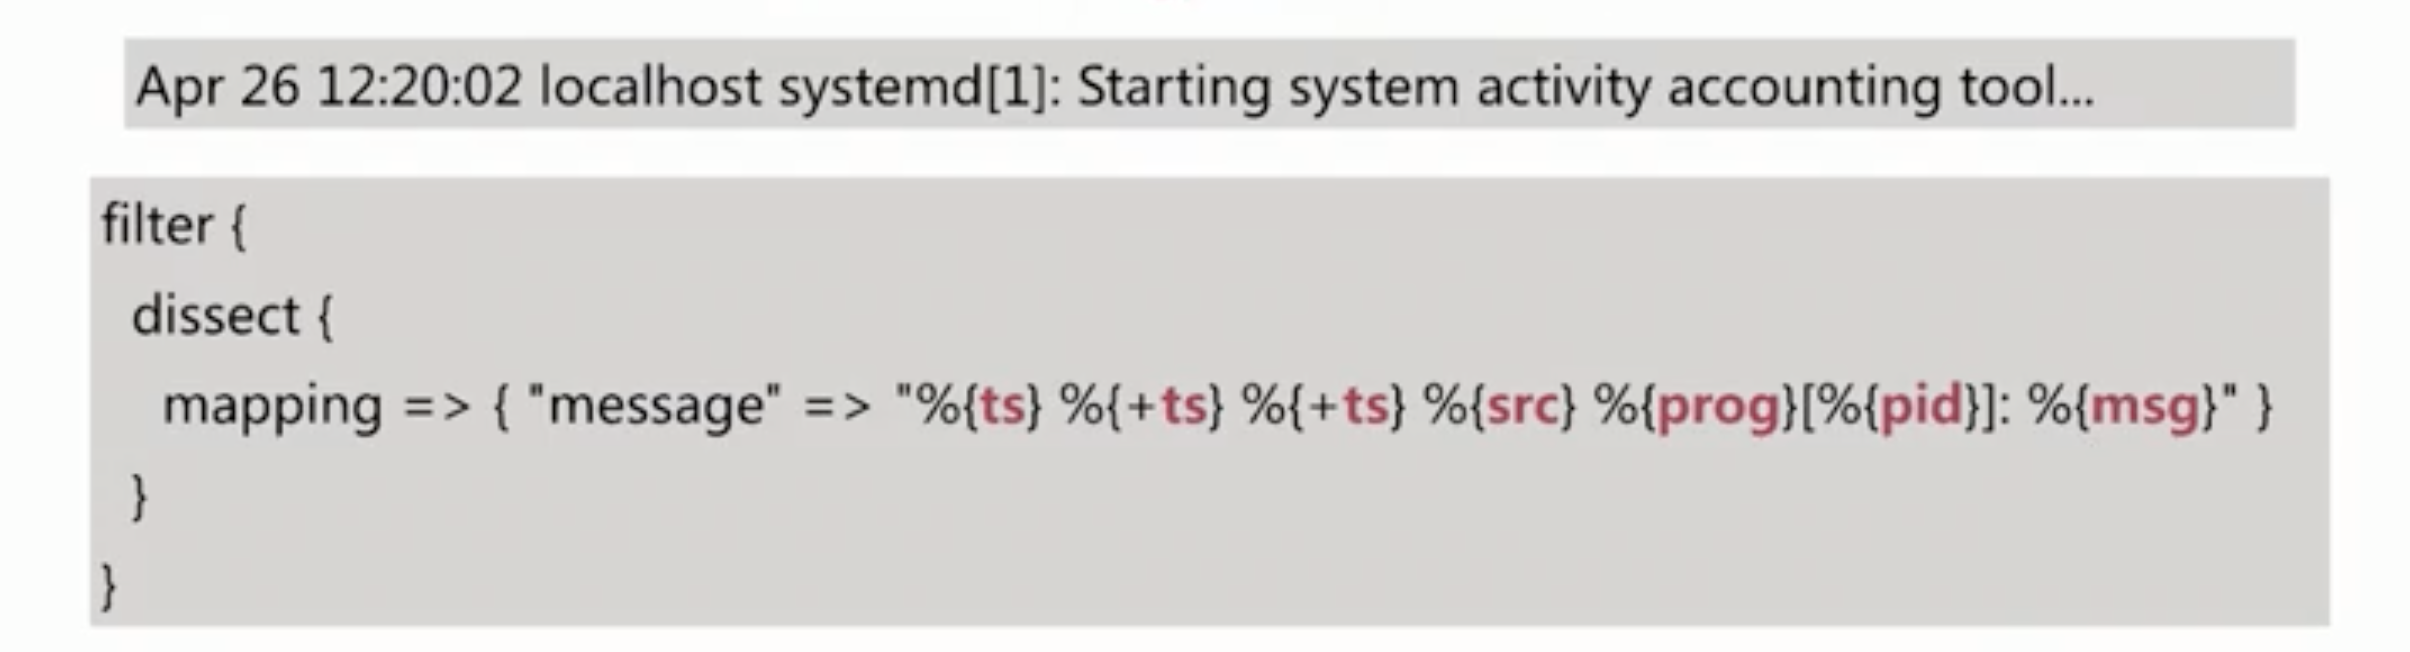 Apr 26 12:20:02 localhost systemd[1]: Starting system activity accounting tool...
filter {
dissect {
mapping => { "message" => "%{ts} %{+ts} %{+ts} %{src} %{prog}[%{pid}]: %{msg}" }
}
}